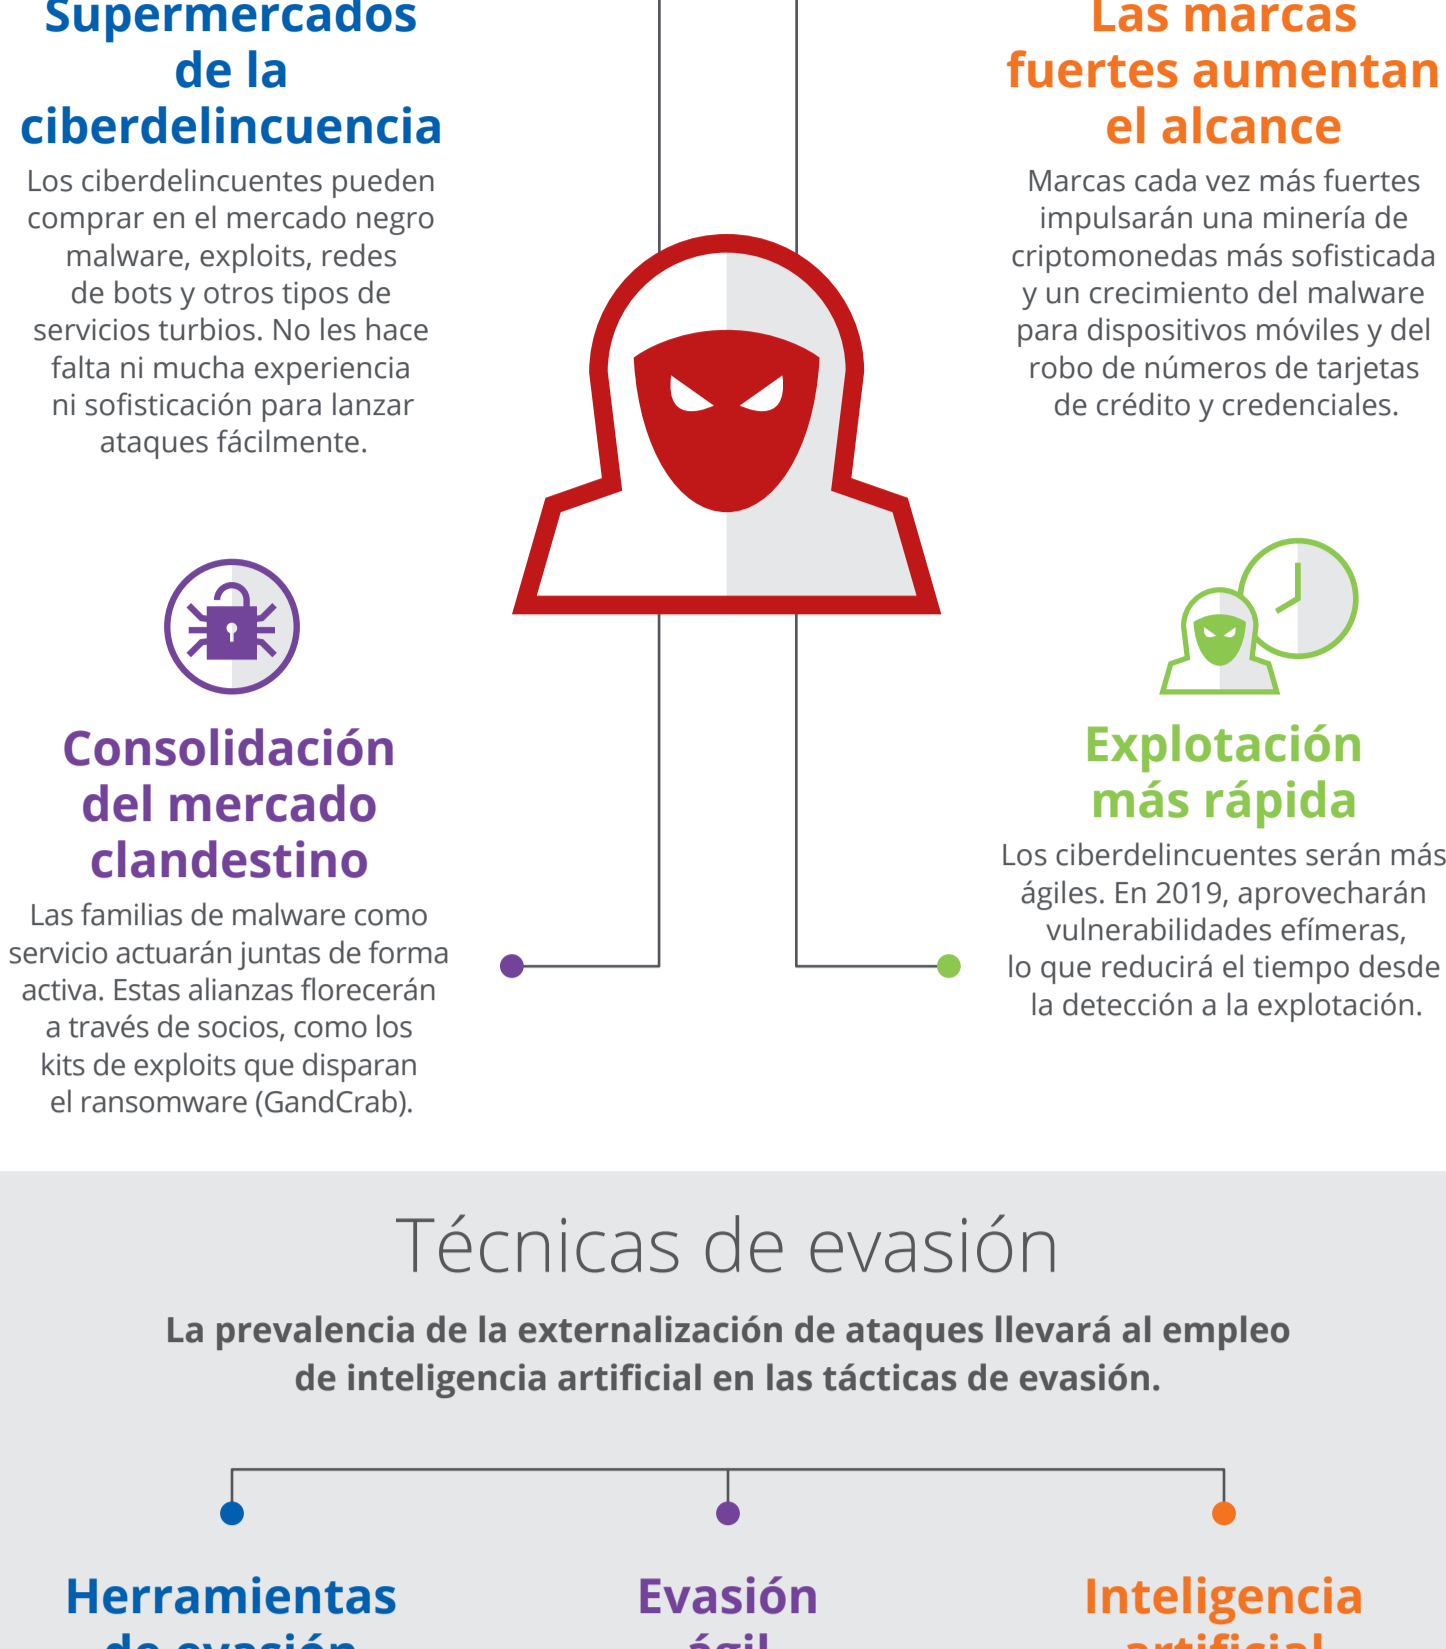 Supermercados
de la
ciberdelincuencia
Los ciberdelincuentes pueden
comprar en el mercado negro
malware, exploits, redes
de bots y otros tipos de
servicios turbios. No les hace
falta ni mucha experiencia
ni sofisticación para lanzar
ataques fácilmente.
Las marcas
fuertes aumentan
el alcance
Marcas cada vez más fuertes
impulsarán una minería de
criptomonedas más sofisticada
y un crecimiento del malware
para dispositivos móviles y del
robo de números de tarjetas
de crédito y credenciales.
Consolidación
del mercado
clandestino
Las familias de malware como
servicio actuarán juntas de forma
activa. Estas alianzas florecerán
a través de socios, como los
kits de exploits que disparan
el ransomware (GandCrab).
Explotación
más rápida
Los ciberdelincuentes serán más
ágiles. En 2019, aprovecharán
vulnerabilidades efímeras,
lo que reducirá el tiempo desde
la detección a la explotación.
Técnicas de evasión
La prevalencia de la externalización de ataques llevará al empleo
de inteligencia artificial en las tácticas de evasión.
Herramientas
de evasión
Evasión
ágil
Inteligencia
artificial